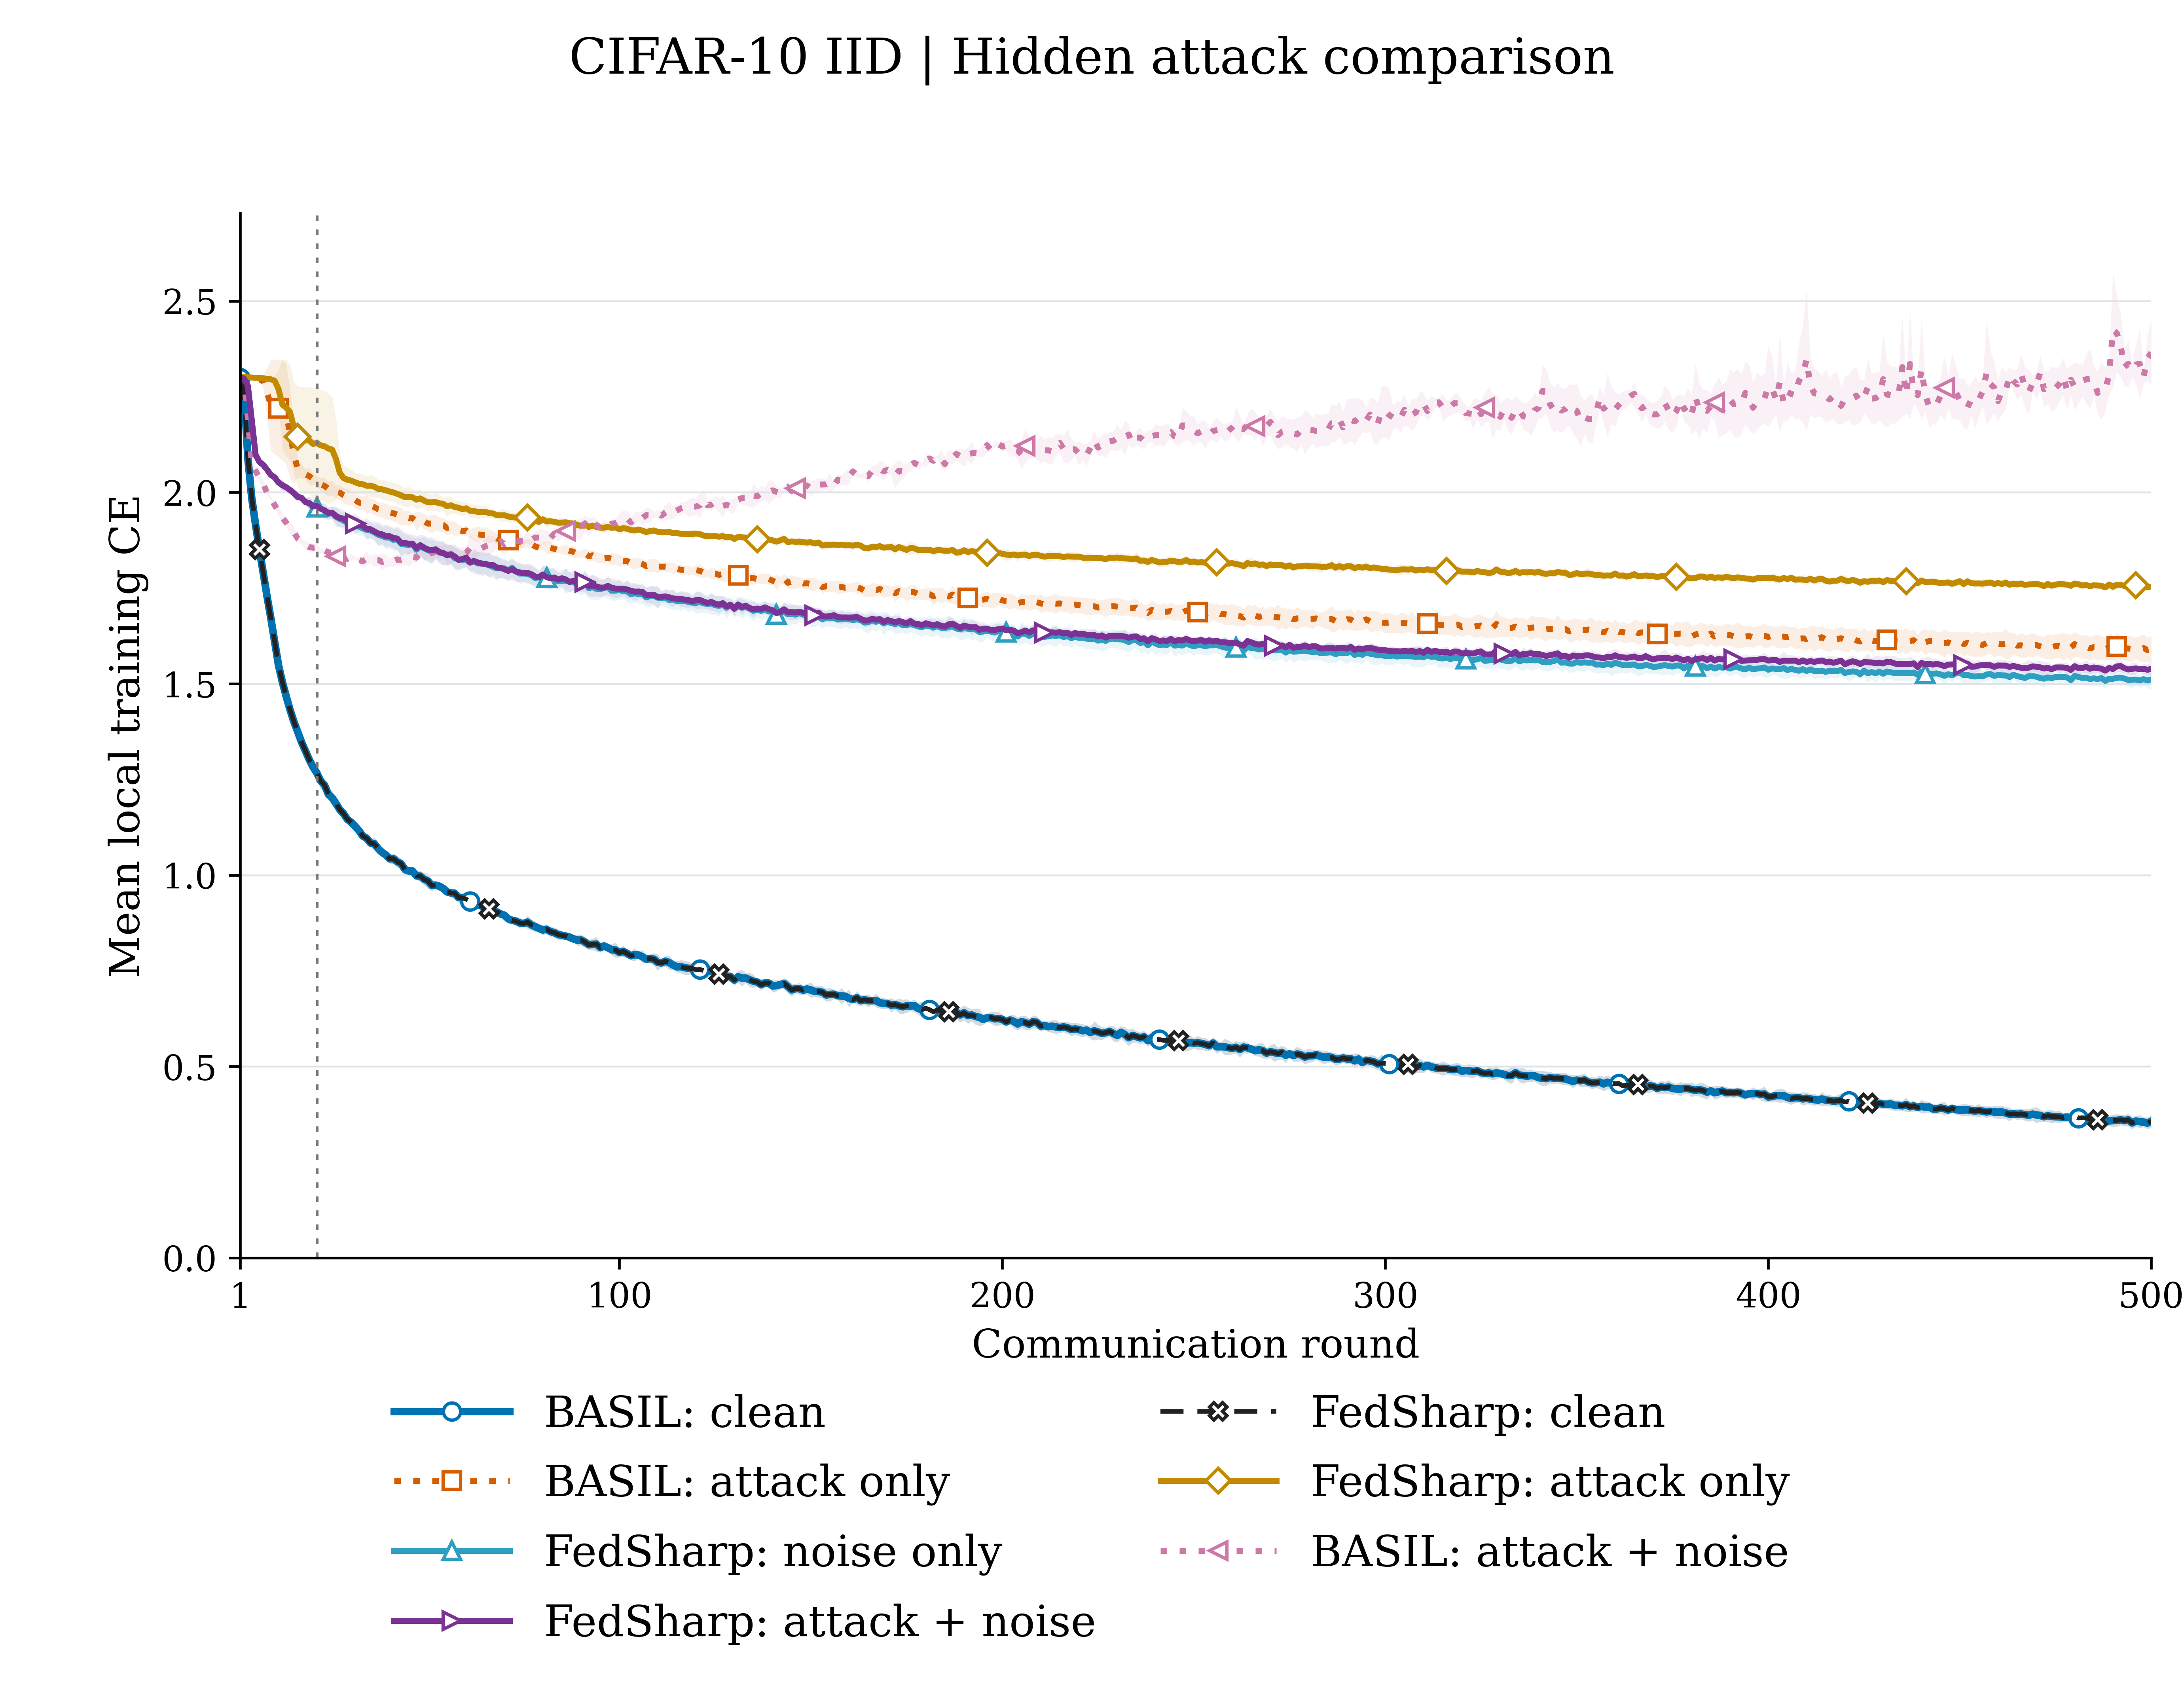 CIFAR-10 IID | Hidden attack comparison
Mean local training CE
2.5
2.0
1.5
1.0
0.5
0.0
1 100 200 300 400 500
Communication round
BASIL: clean
BASIL: attack only
FedSharp: noise only
FedSharp: attack + noise
FedSharp: clean
FedSharp: attack only
BASIL: attack + noise